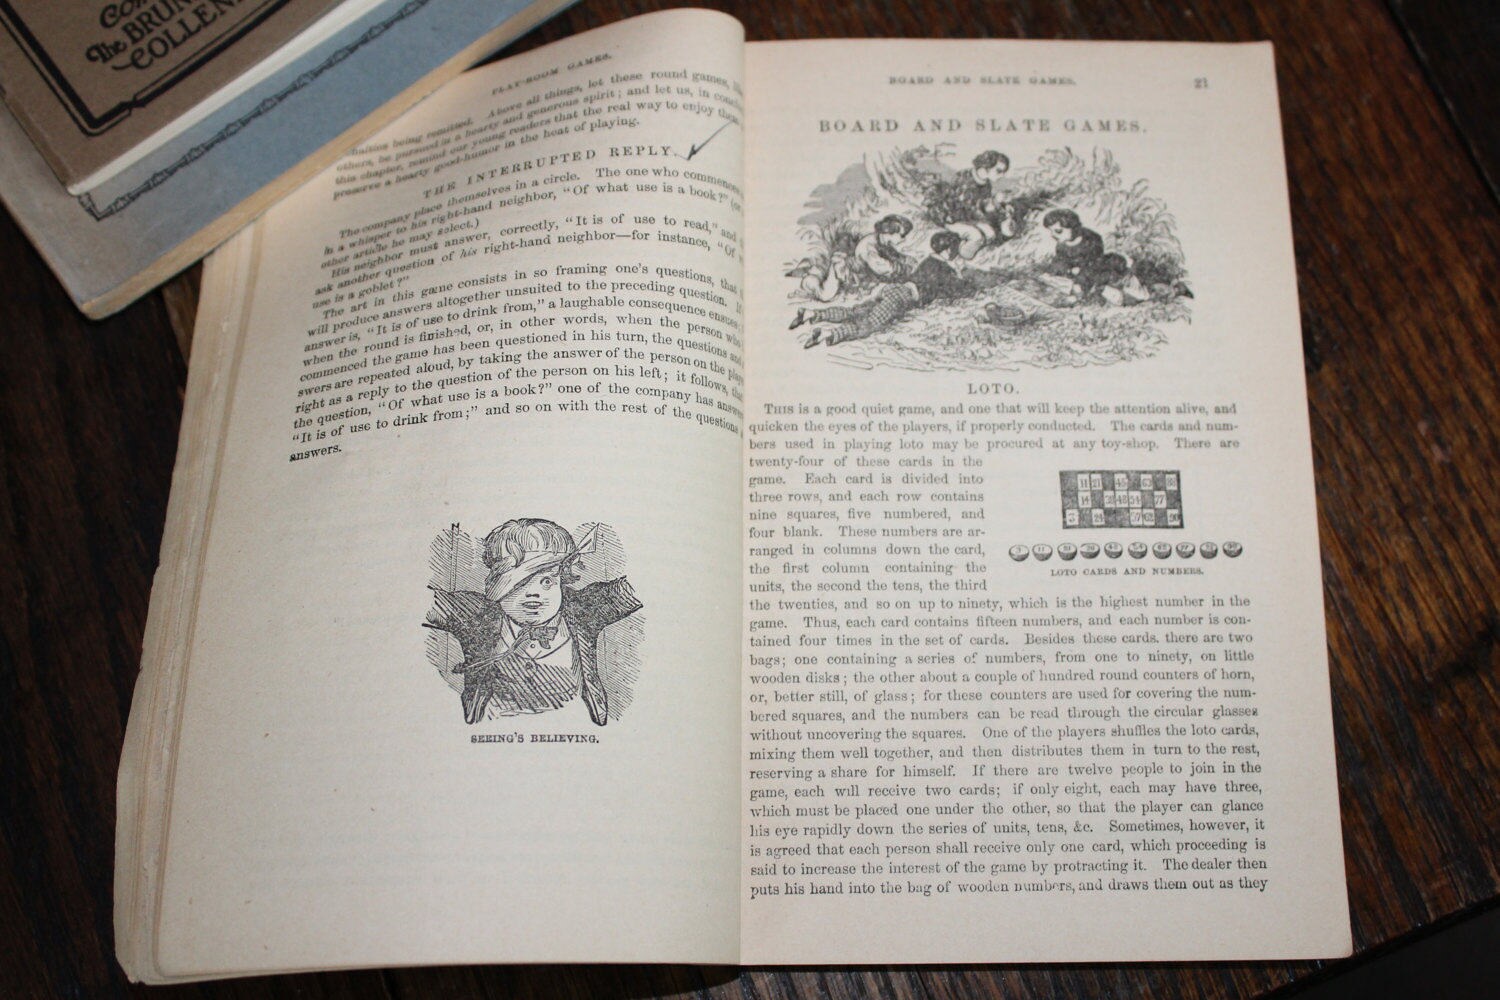 The BRUN
COLLEN
PLAY-ROOM GAMES.
being remitted. Above all things, let these round games,
others, be pursued in a hearty and generous spirit; and let us, in
this chapter, remind our young readers that the real way to enjoy
preserve a hearty good-humor in the heat of playing.
THE INTERRUPTED REPLY.
The company place themselves in a circle. The one who
in a whisper to his right-hand neighbor, "Of what use is a book?" (or
other article he may select.)
His neighbor must answer, correctly, "It is of use to read," and
ask another question of his right-hand neighbor—for instance, "Of
use is a goblet?"
The art in this game consists in so framing one's questions, that
will produce answers altogether unsuited to the preceding question. If
answer is, "It is of use to drink from," a laughable consequence
when the round is finished, or, in other words, when the person who
commenced the game has been questioned in his turn, the questions and
swers are repeated aloud, by taking the answer of the person on the
right as a reply to the question of the person on his left; it follows, that
the question, "Of what use is a book?" one of the company has
"It is of use to drink from;" and so on with the rest of the questions
answers.
SEEING'S BELIEVING.
BOARD AND SLATE GAMES. 21
BOARD AND SLATE GAMES.
LOTO.
THIS is a good quiet game, and one that will keep the attention alive, and
quicken the eyes of the players, if properly conducted. The cards and num-
bers used in playing loto may be procured at any toy-shop. There are
twenty-four of these cards in the
game. Each card is divided into
three rows, and each row contains
nine squares, five numbered, and
four blank. These numbers are ar-
ranged in columns down the card,
the first column containing the
units, the second the tens, the third
LOTO CARDS AND NUMBERS.
the twenties, and so on up to ninety, which is the highest number in the
game. Thus, each card contains fifteen numbers, and each number is con-
tained four times in the set of cards. Besides these cards. there are two
bags; one containing a series of numbers, from one to ninety, on little
wooden disks; the other about a couple of hundred round counters of horn,
or, better still, of glass; for these counters are used for covering the num-
bered squares, and the numbers can be read through the circular glasses
without uncovering the squares. One of the players shuffles the loto cards,
mixing them well together, and then distributes them in turn to the rest,
reserving a share for himself. If there are twelve people to join in the
game, each will receive two cards; if only eight, each may have three,
which must be placed one under the other, so that the player can glance
his eye rapidly down the series of units, tens, &c. Sometimes, however, it
is agreed that each person shall receive only one card, which proceeding is
said to increase the interest of the game by protracting it. The dealer then
puts his hand into the bag of wooden numbers, and draws them out as they